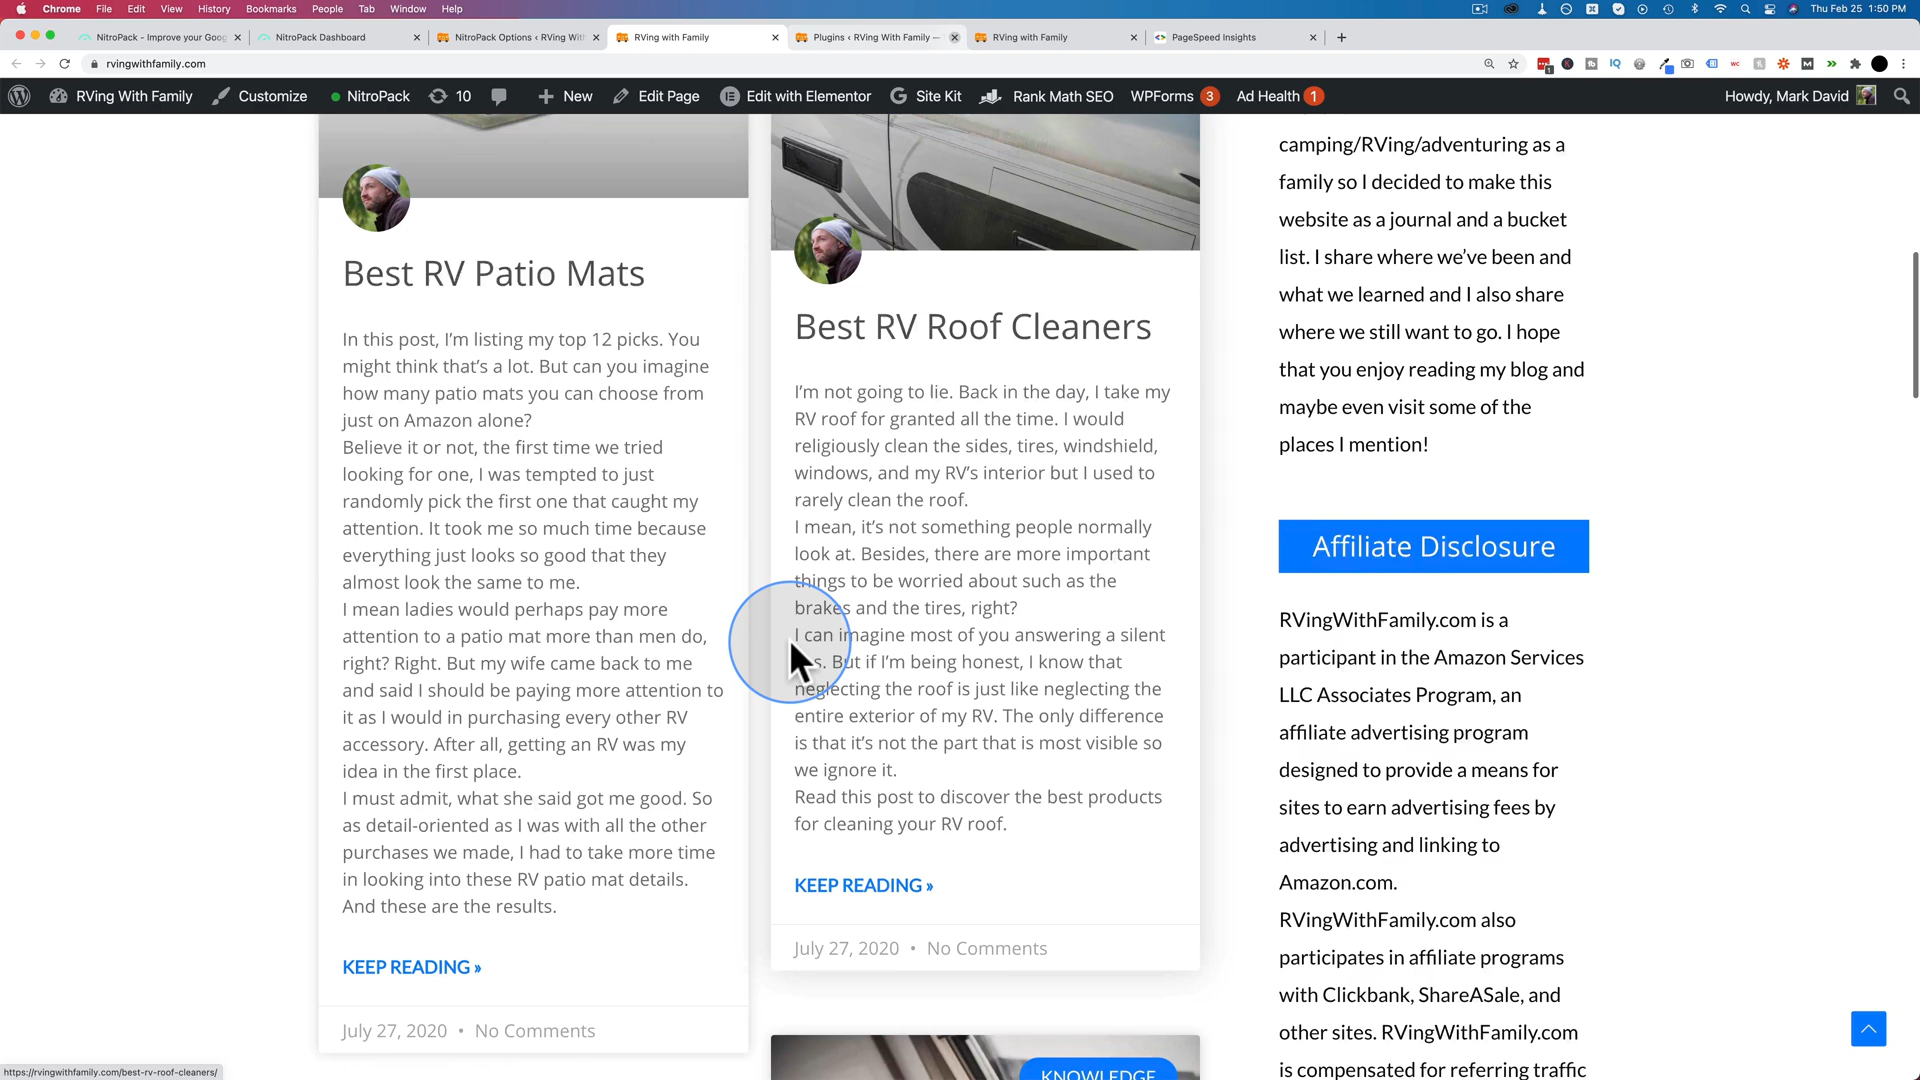 Chrome File Edit View History Bookmarks People Tab Window Help
Thu Feb 25 1:50 PM
NitroPack - Improve your Goog
NitroPack Dashboard
NitroPack Options ‹ RVing With
RVing with Family
Plugins ‹ RVing With Family —
RVing with Family
PageSpeed Insights
rvingwithfamily.com
RVing With Family Customize NitroPack 10 New Edit Page Edit with Elementor Site Kit Rank Math SEO WPForms 3 Ad Health 1
Howdy, Mark David
Best RV Patio Mats
In this post, I’m listing my top 12 picks. You
might think that’s a lot. But can you imagine
how many patio mats you can choose from
just on Amazon alone?
Believe it or not, the first time we tried
looking for one, I was tempted to just
randomly pick the first one that caught my
attention. It took me so much time because
everything just looks so good that they
almost look the same to me.
I mean ladies would perhaps pay more
attention to a patio mat more than men do,
right? Right. But my wife came back to me
and said I should be paying more attention to
it as I would in purchasing every other RV
accessory. After all, getting an RV was my
idea in the first place.
I must admit, what she said got me good. So
as detail-oriented as I was with all the other
purchases we made, I had to take more time
in looking into these RV patio mat details.
And these are the results.
KEEP READING »
July 27, 2020 • No Comments
Best RV Roof Cleaners
I’m not going to lie. Back in the day, I take my
RV roof for granted all the time. I would
religiously clean the sides, tires, windshield,
windows, and my RV’s interior but I used to
rarely clean the roof.
I mean, it’s not something people normally
look at. Besides, there are more important
things to be worried about such as the
brakes and the tires, right?
I can imagine most of you answering a silent
But if I’m being honest, I know that
neglecting the roof is just like neglecting the
entire exterior of my RV. The only difference
is that it’s not the part that is most visible so
we ignore it.
Read this post to discover the best products
for cleaning your RV roof.
KEEP READING »
July 27, 2020 • No Comments
KNOWLEDGE
camping/RVing/adventuring as a
family so I decided to make this
website as a journal and a bucket
list. I share where we’ve been and
what we learned and I also share
where we still want to go. I hope
that you enjoy reading my blog and
maybe even visit some of the
places I mention!
Affiliate Disclosure
RVingWithFamily.com is a
participant in the Amazon Services
LLC Associates Program, an
affiliate advertising program
designed to provide a means for
sites to earn advertising fees by
advertising and linking to
Amazon.com.
RVingWithFamily.com also
participates in affiliate programs
with Clickbank, ShareASale, and
other sites. RVingWithFamily.com
is compensated for referring traffic
https://rvingwithfamily.com/best-rv-roof-cleaners/